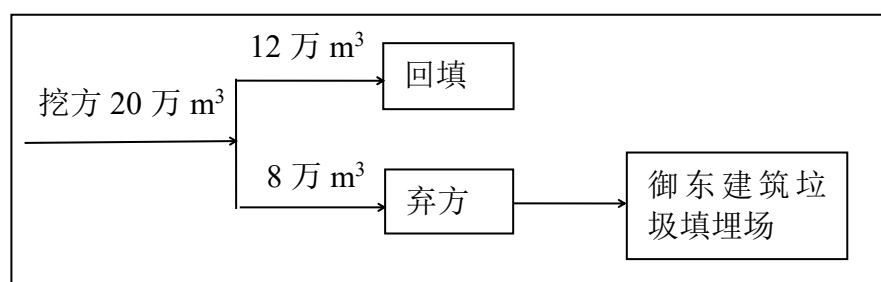 12 万 m³
回填
挖方 20 万 m³
8 万 m³
弃方
御东建筑垃
圾填埋场